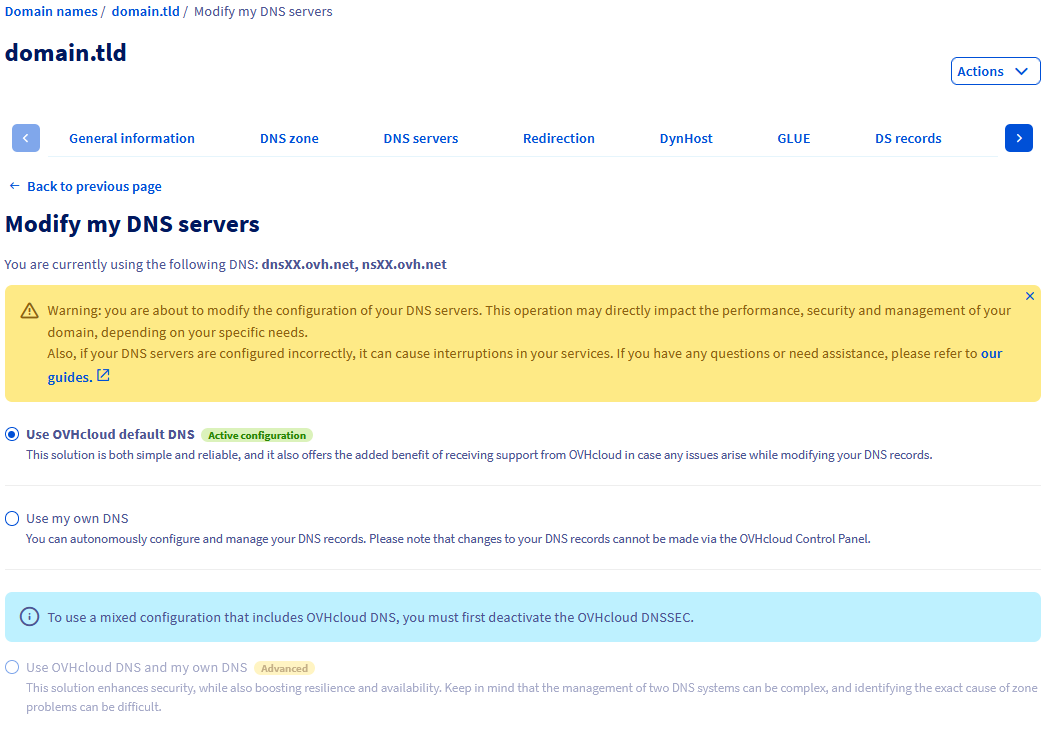 Domain names / domain.tld / Modify my DNS servers
domain.tld
Actions
General information DNS zone DNS servers Redirection DynHost GLUE DS records
Back to previous page
Modify my DNS servers
You are currently using the following DNS: dnsXX.ovh.net, nsXX.ovh.net
Warning: you are about to modify the configuration of your DNS servers. This operation may directly impact the performance, security and management of your
domain, depending on your specific needs.
Also, if your DNS servers are configured incorrectly, it can cause interruptions in your services. If you have any questions or need assistance, please refer to our
guides.
Use OVHcloud default DNS Active configuration
This solution is both simple and reliable, and it also offers the added benefit of receiving support from OVHcloud in case any issues arise while modifying your DNS records.
Use my own DNS
You can autonomously configure and manage your DNS records. Please note that changes to your DNS records cannot be made via the OVHcloud Control Panel.
To use a mixed configuration that includes OVHcloud DNS, you must first deactivate the OVHcloud DNSSEC.
Use OVHcloud DNS and my own DNS Advanced
This solution enhances security, while also boosting resilience and availability. Keep in mind that the management of two DNS systems can be complex, and identifying the exact cause of zone
problems can be difficult.